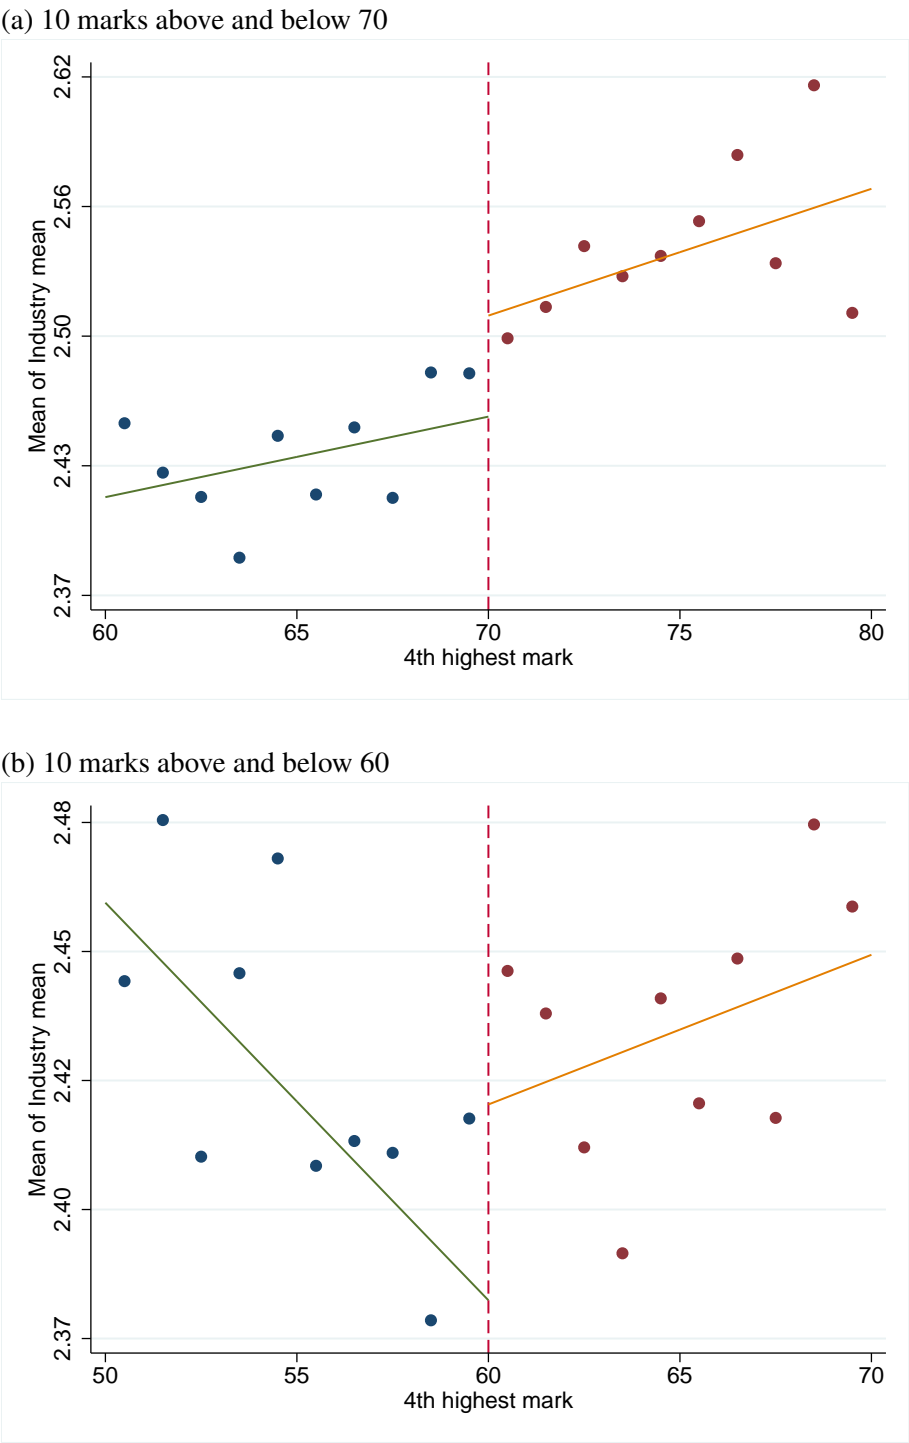 (a) 10 marks above and below 70
2.62
2.56
2.50
2.43
2.37
Mean of Industry mean
60 65 70 75 80
4th highest mark
(b) 10 marks above and below 60
2.48
2.45
2.42
2.40
2.37
Mean of Industry mean
50 55 60 65 70
4th highest mark